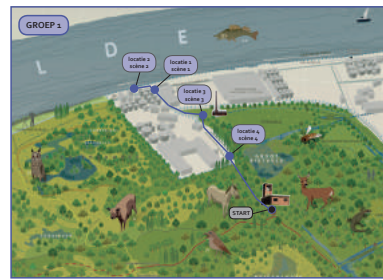 GROEP 1
L D E
locatie 2
scène 2
locatie 1
scène 1
locatie 3
scène 3
locatie 4
scène 4
START